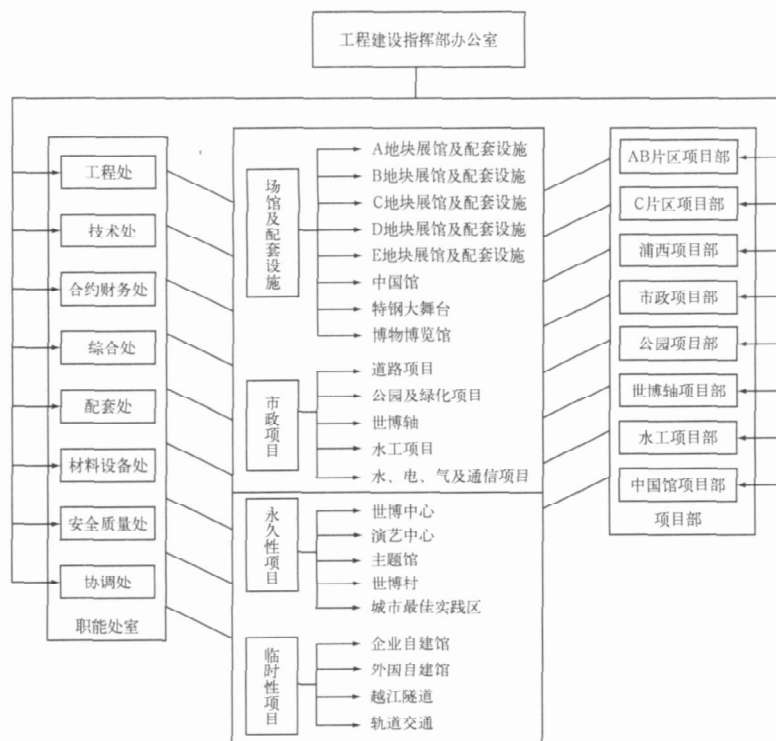 工程建设指挥部办公室
工程处
技术处
合约财务处
综合处
配套处
材料设备处
安全质量处
协调处
职能处室
场馆及配套设施
A地块展馆及配套设施
B地块展馆及配套设施
C地块展馆及配套设施
D地块展馆及配套设施
E地块展馆及配套设施
中国馆
特钢大舞台
博物博览馆
市政项目
道路项目
公园及绿化项目
世博轴
水工项目
水、电、气及通信项目
永久性项目
世博中心
演艺中心
主题馆
世博村
城市最佳实践区
临时性项目
企业自建馆
外国自建馆
越江隧道
轨道交通
AB片区项目部
C片区项目部
浦西项目部
市政项目部
公园项目部
世博轴项目部
水工项目部
中国馆项目部
项目部